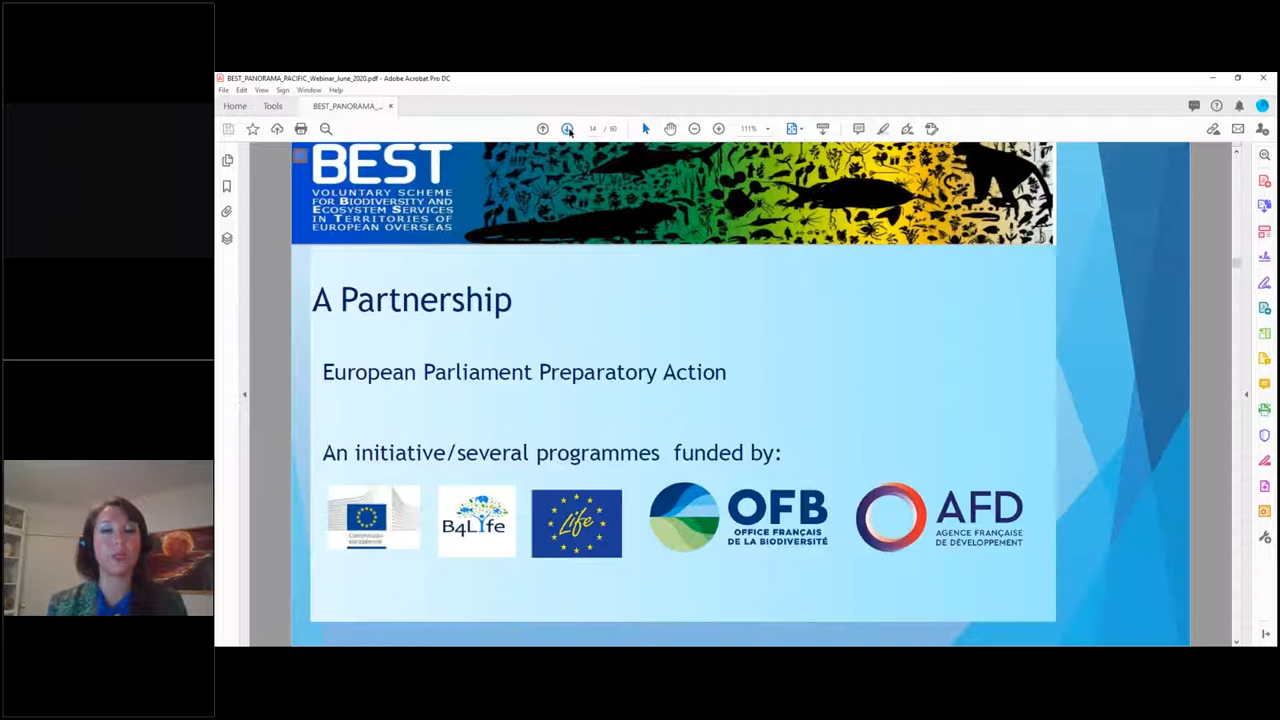 BEST_PANORAMA_PACIFIC_Webinar_June_2020.pdf - Adobe Acrobat Pro DC
File Edit View Sign Window Help
Home Tools BEST_PANORAMA_... ×
14 / 60 111%
BEST
VOLUNTARY SCHEME
FOR BIODIVERSITY AND
ECOSYSTEM SERVICES
IN TERRITORIES OF
EUROPEAN OVERSEAS
A Partnership
European Parliament Preparatory Action
An initiative/several programmes funded by:
Commission
européenne
B4Life
Life
OFB
OFFICE FRANÇAIS
DE LA BIODIVERSITÉ
AFD
AGENCE FRANÇAISE
DE DÉVELOPPEMENT